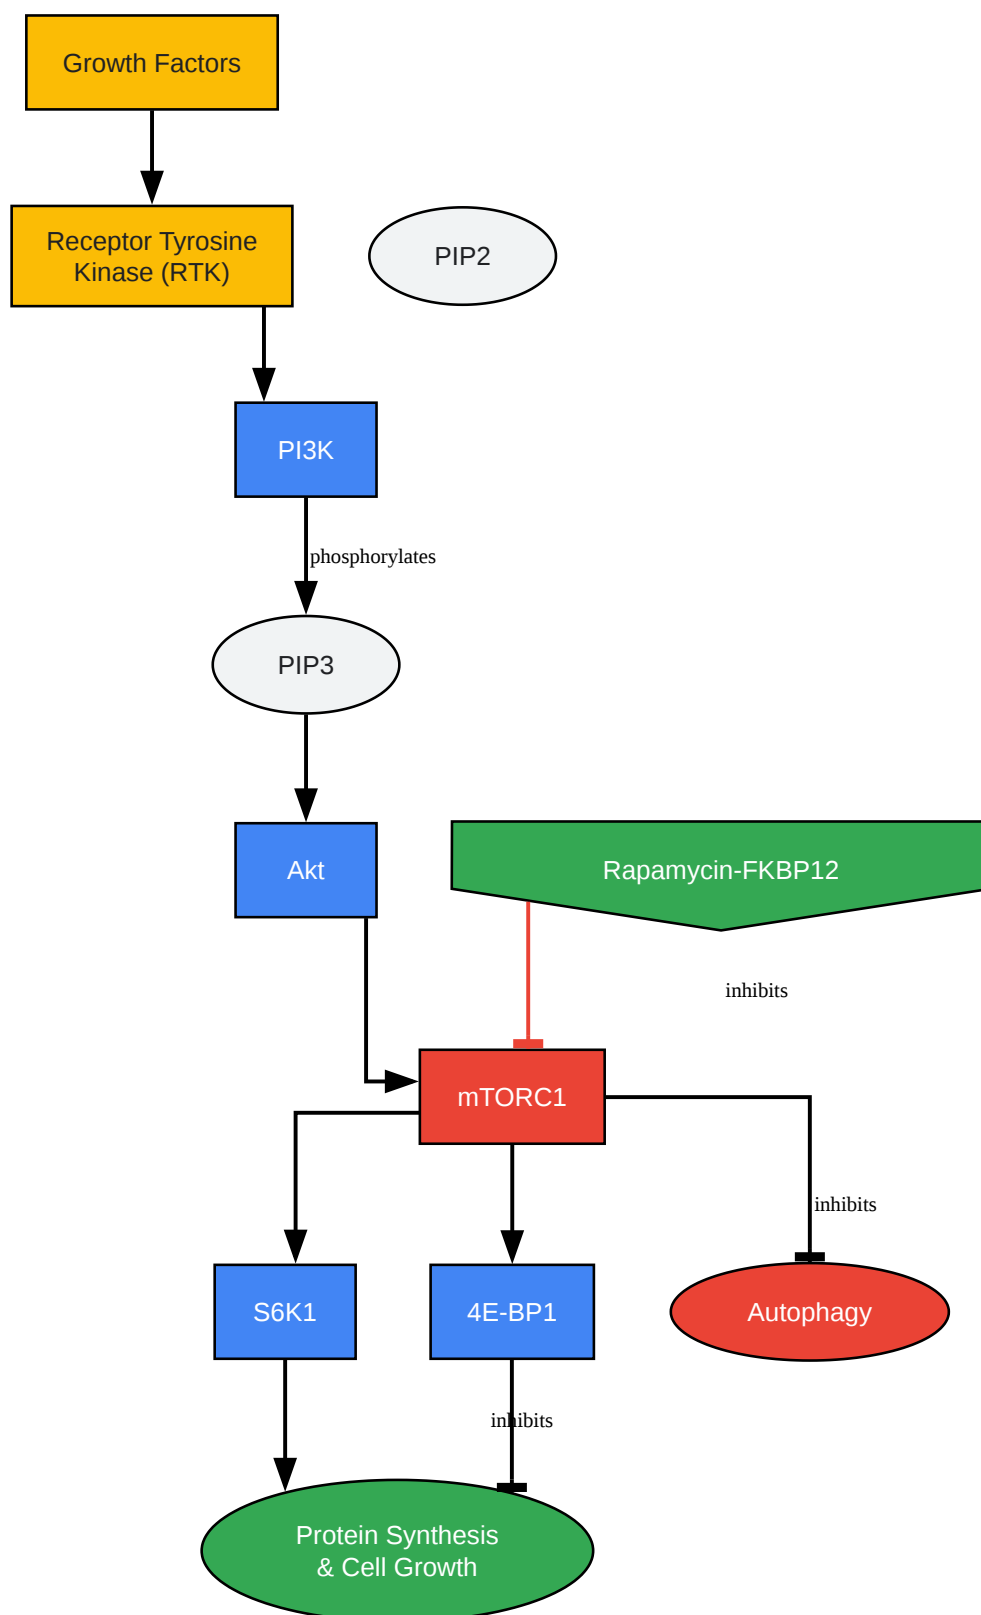 Growth Factors
Receptor Tyrosine
Kinase (RTK)
PIP2
PI3K
phosphorylates
PIP3
Akt
Rapamycin-FKBP12
inhibits
mTORC1
inhibits
S6K1
4E-BP1
Autophagy
inhibits
Protein Synthesis
& Cell Growth